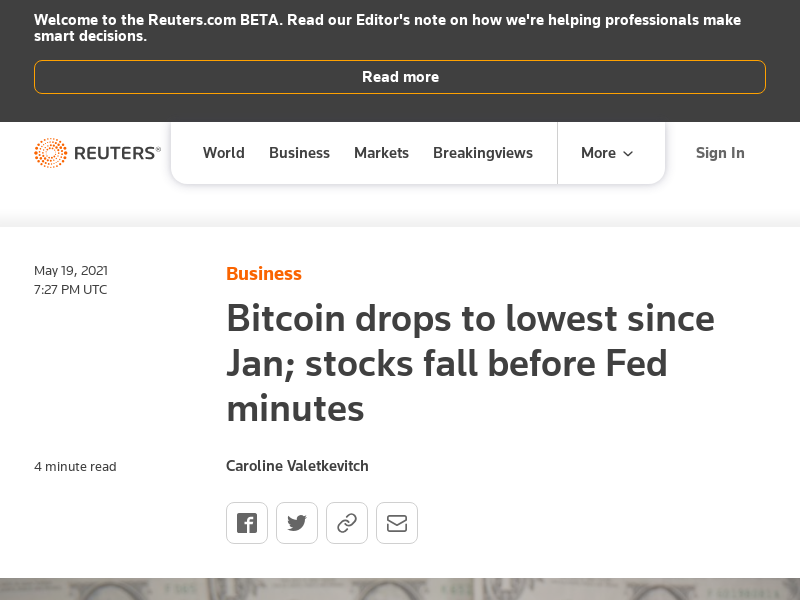 Welcome to the Reuters.com BETA. Read our Editor's note on how we're helping professionals make
smart decisions.
Read more
REUTERS®
World Business Markets Breakingviews More Sign In
May 19, 2021
7:27 PM UTC
Business
Bitcoin drops to lowest since
Jan; stocks fall before Fed
minutes
4 minute read
Caroline Valetkevitch